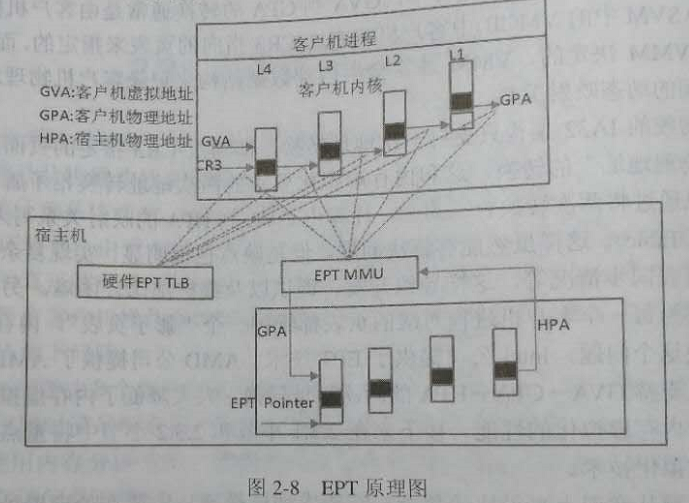 客户机进程
L4 L3 L2 L1
GVA:客户机虚拟地址
客户机内核
GPA:客户机物理地址
GPA
HPA:宿主机物理地址
GVA
CR3
宿主机
硬件EPT TLB
EPT MMU
GPA
HPA
EPT Pointer
图 2-8 EPT 原理图